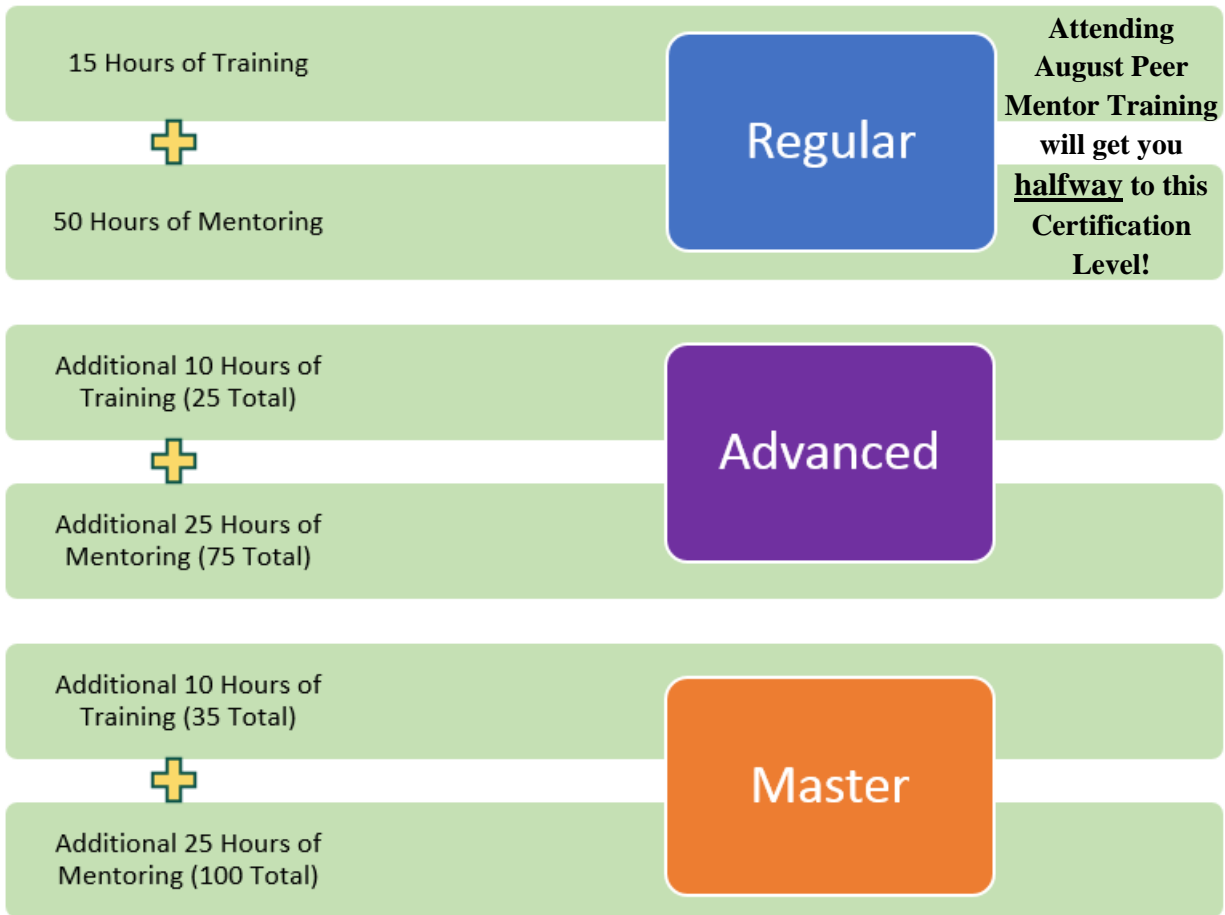 15 Hours of Training
50 Hours of Mentoring
Regular
Attending
August Peer
Mentor Training
will get you
halfway to this
Certification
Level!
Additional 10 Hours of
Training (25 Total)
Additional 25 Hours of
Mentoring (75 Total)
Advanced
Additional 10 Hours of
Training (35 Total)
Additional 25 Hours of
Mentoring (100 Total)
Master